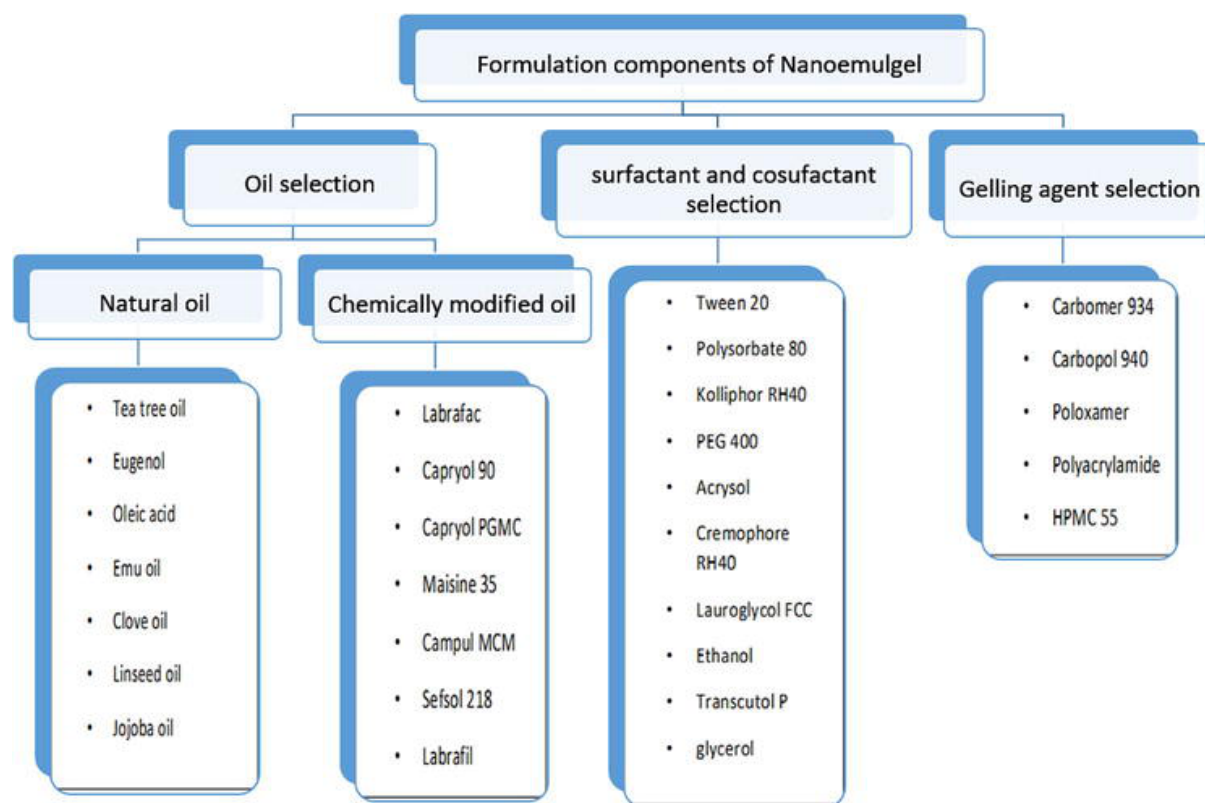 Formulation components of Nanoemulgel
Oil selection
surfactant and cosufactant
selection
Gelling agent selection
Natural oil
Chemically modified oil
• Tea tree oil
• Eugenol
• Oleic acid
• Emu oil
• Clove oil
• Linseed oil
• Jojoba oil
• Labrafac
• Capryol 90
• Capryol PGMC
• Maisine 35
• Campul MCM
• Sefsol 218
• Labrafil
• Tween 20
• Polysorbate 80
• Kolliphor RH40
• PEG 400
• Acrysol
• Cremophore
RH40
• Lauroglycol FCC
• Ethanol
• Transcutol P
• glycerol
• Carbomer 934
• Carbopol 940
• Poloxamer
• Polyacrylamide
• HPMC 55